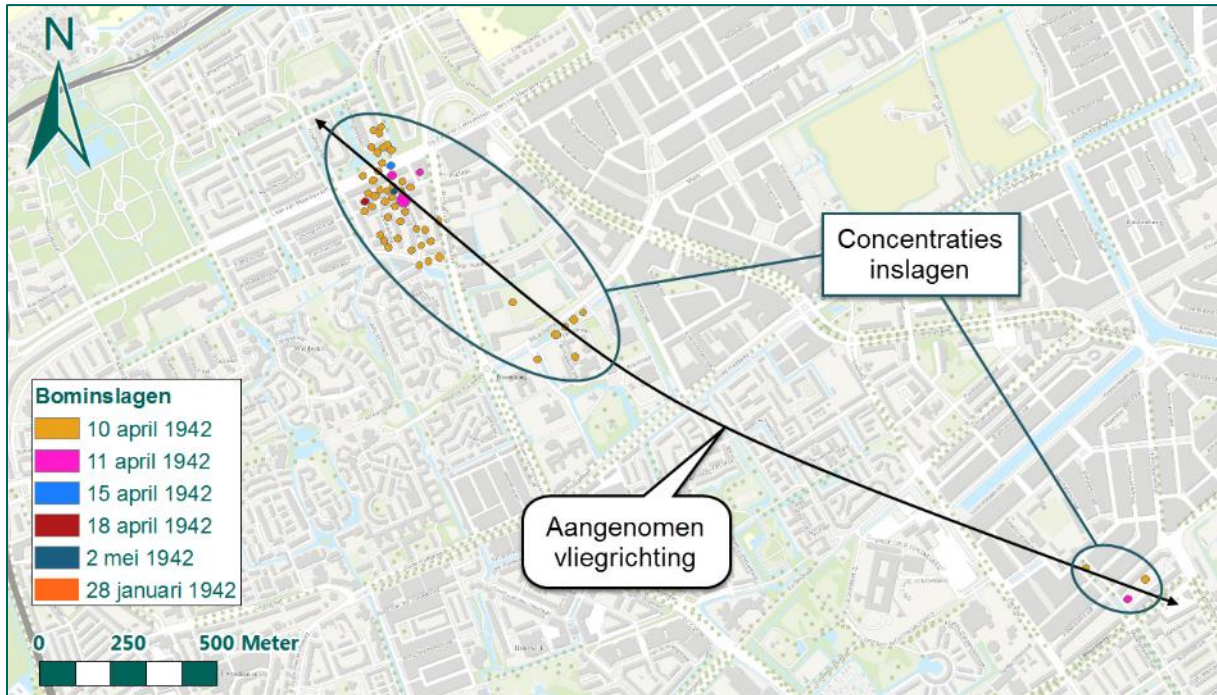 N
Concentraties
inslagen
Bominslagen
10 april 1942
11 april 1942
15 april 1942
18 april 1942
2 mei 1942
28 januari 1942
Aangenomen
vliegrichting
0 250 500 Meter